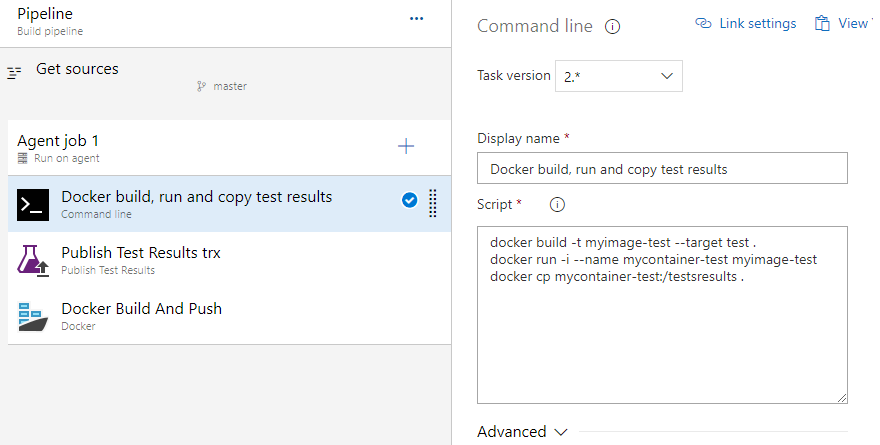 Pipeline
...
Build pipeline
Get sources
master
Agent job 1
Run on agent
Docker build, run and copy test results
Command line
Publish Test Results trx
Publish Test Results
Docker Build And Push
Docker
Command line
Link settings
View
Task version
2.*
Display name *
Docker build, run and copy test results
Script *
docker build -t myimage-test --target test .
docker run -i --name mycontainer-test myimage-test
docker cp mycontainer-test:/testsresults .
Advanced